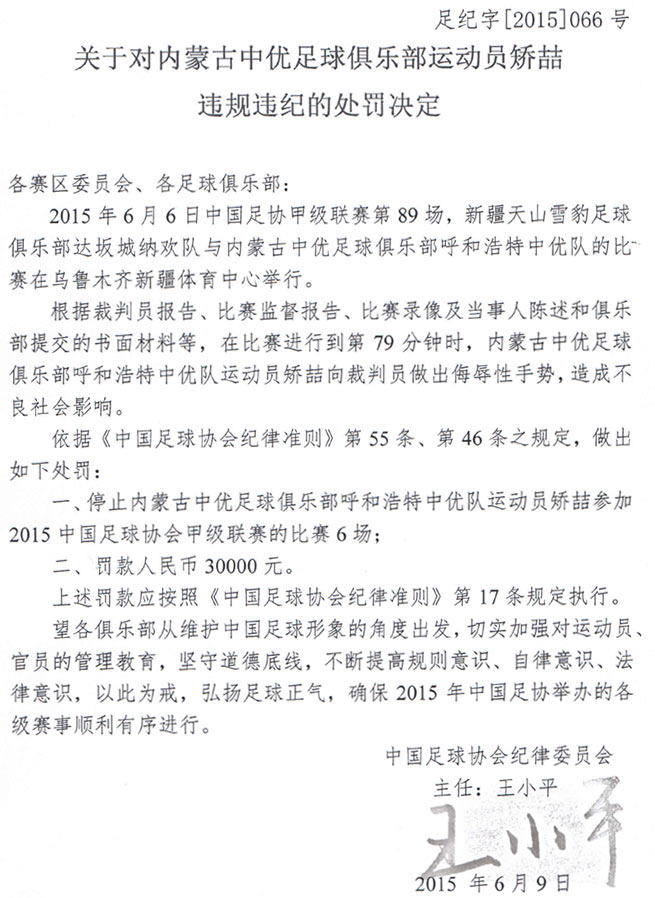 足纪字[2015]066 号
关于对内蒙古中优足球俱乐部运动员矫喆
违规违纪的处罚决定
各赛区委员会、各足球俱乐部：
2015 年 6 月 6 日中国足协甲级联赛第 89 场，新疆天山雪豹足球
俱乐部达坂城纳欢队与内蒙古中优足球俱乐部呼和浩特中优队的比
赛在乌鲁木齐新疆体育中心举行。
根据裁判员报告、比赛监督报告、比赛录像及当事人陈述和俱乐
部提交的书面材料等，在比赛进行到第 79 分钟时，内蒙古中优足球
俱乐部呼和浩特中优队运动员矫喆向裁判员做出侮辱性手势，造成不
良社会影响。
依据《中国足球协会纪律准则》第 55 条、第 46 条之规定，做出
如下处罚：
一、停止内蒙古中优足球俱乐部呼和浩特中优队运动员矫喆参加
2015 中国足球协会甲级联赛的比赛 6 场；
二、罚款人民币 30000 元。
上述罚款应按照《中国足球协会纪律准则》第 17 条规定执行。
望各俱乐部从维护中国足球形象的角度出发，切实加强对运动员、
官员的管理教育，坚守道德底线，不断提高规则意识、自律意识、法
律意识，以此为戒，弘扬足球正气，确保 2015 年中国足协举办的各
级赛事顺利有序进行。
中国足球协会纪律委员会
主任：王小平
王小平
2015 年 6 月 9 日